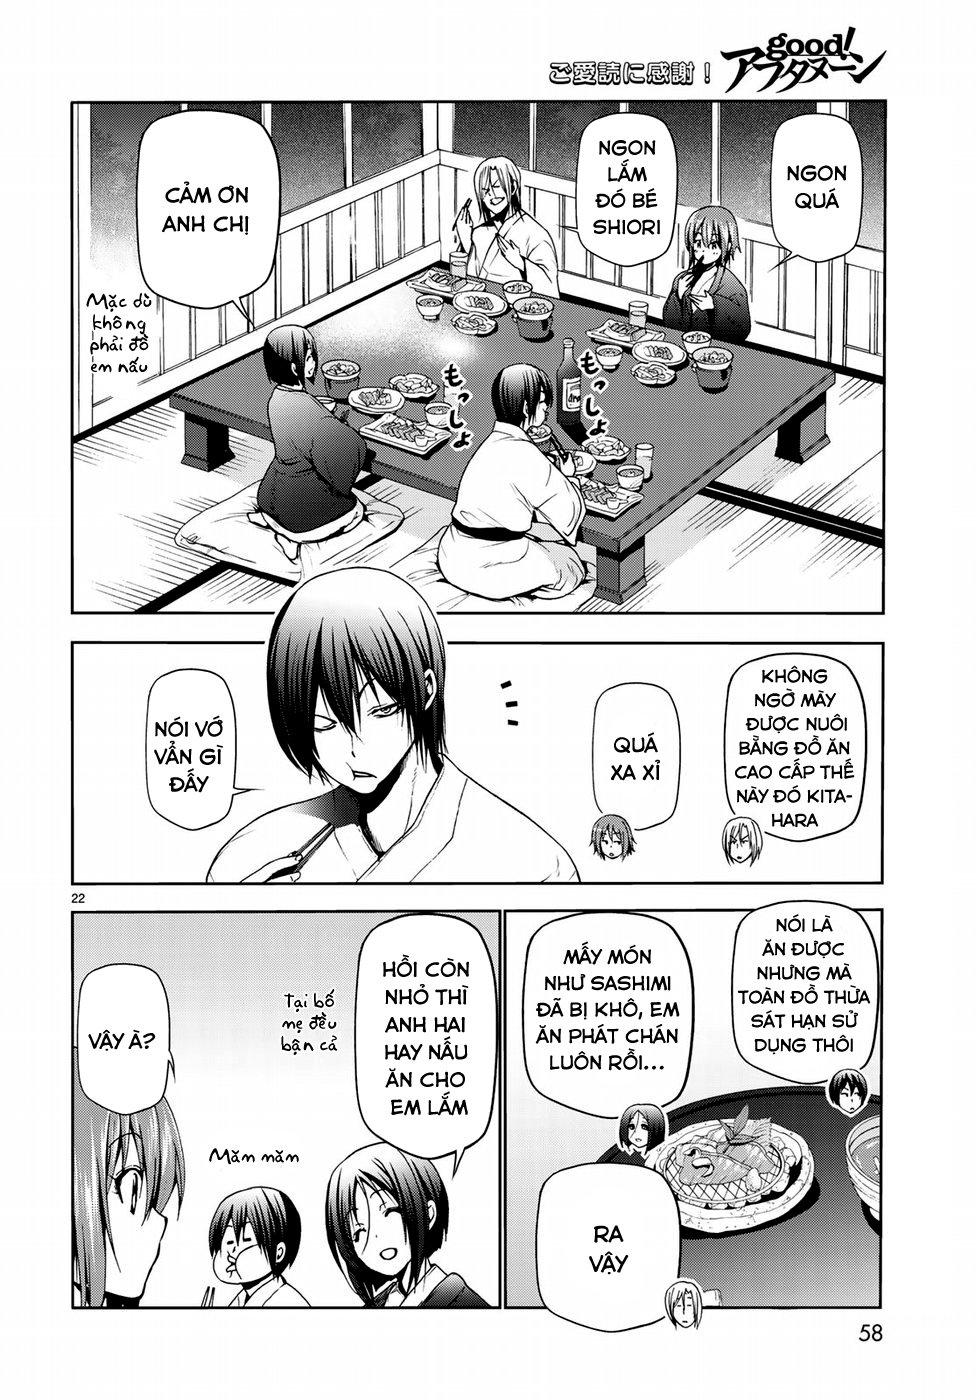 ご愛読に感謝！
good!
アフタヌーン
NGON
QUÁ
NGON
LẮM
ĐÓ BÉ
SHIORI
CẢM ƠN
ANH CHỊ
Mặc dù
không
phải đồ
em nấu
もっしょ
もっしょ
KHÔNG
NGỜ MÀY
ĐƯỢC NUÔI
BẰNG ĐỒ ĂN
CAO CẤP THẾ
NÀY ĐÓ KITA-
HARA
QUÁ
XA XỈ
NÓI VỚ
VẨN GÌ
ĐẤY
22
NÓI LÀ
ĂN ĐƯỢC
NHƯNG MÀ
TOÀN ĐỒ THỪA
SÁT HẠN SỬ
DỤNG THÔI
MẤY MÓN
NHƯ SASHIMI
ĐÃ BỊ KHÔ, EM
ĂN PHÁT CHÁN
LUÔN RỒI...
RA
VẬY
HỒI CÒN
NHỎ THÌ
ANH HAI
HAY NẤU
ĂN CHO
EM LẮM
tại bố
mẹ đều
bận cả
Măm măm
VẬY À?
58